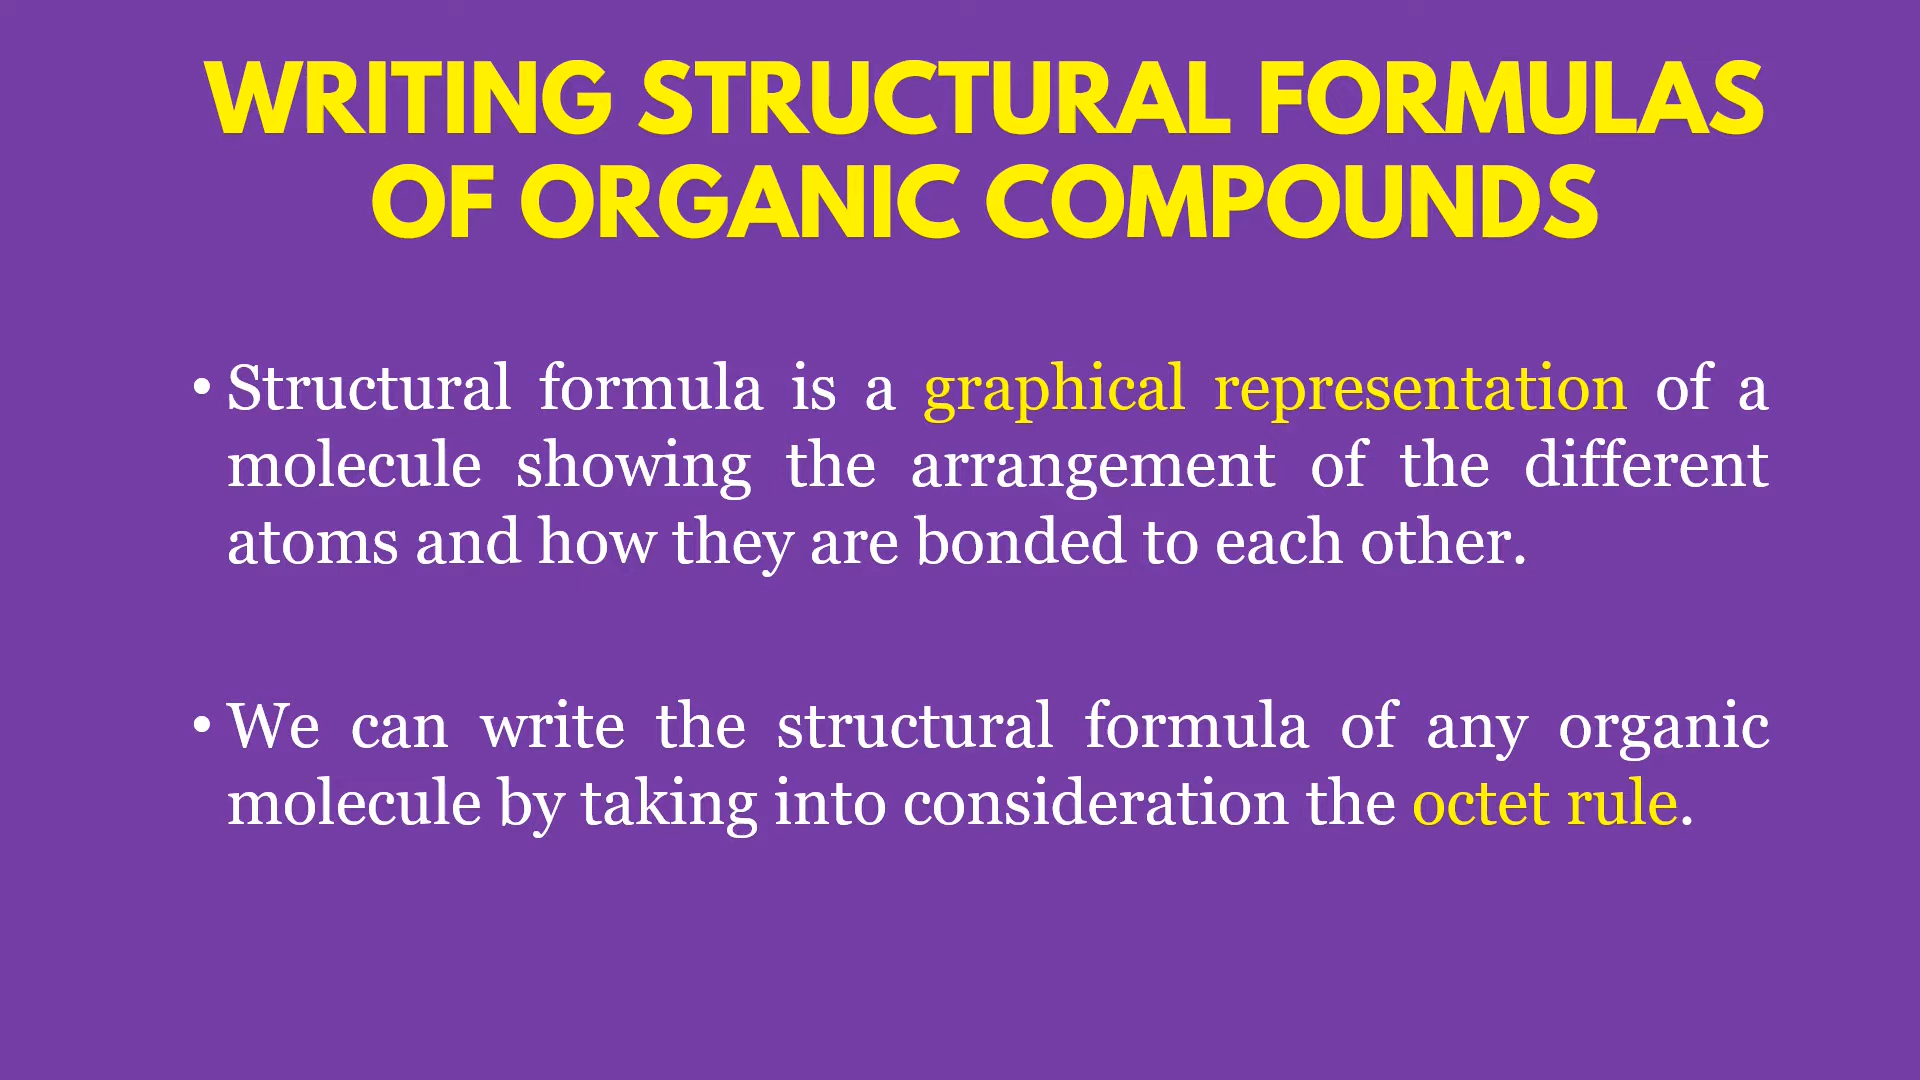 WRITING STRUCTURAL FORMULAS
OF ORGANIC COMPOUNDS
• Structural formula is a graphical representation of a
molecule showing the arrangement of the different
atoms and how they are bonded to each other.
• We can write the structural formula of any organic
molecule by taking into consideration the octet rule.